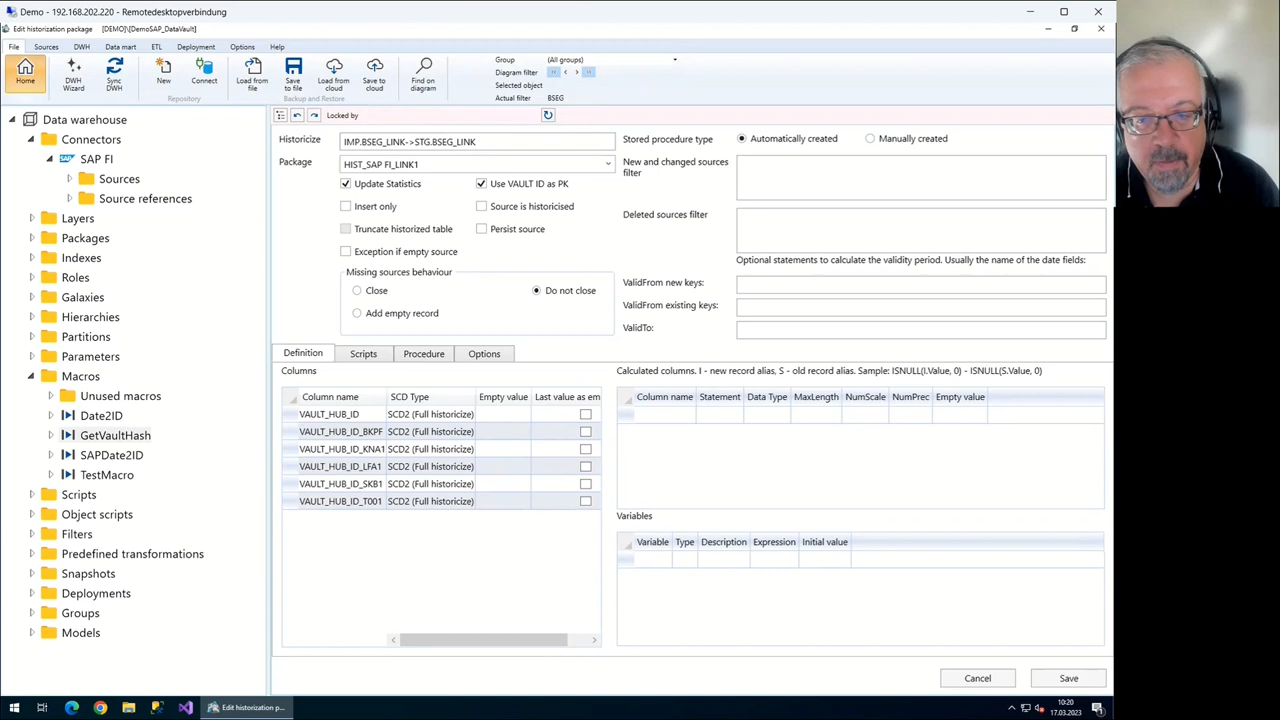 Demo - 192.168.202.220 - Remotedesktopverbindung
Edit historization package [DEMO]\[DemoSAP_DataVault]
File Sources DWH Data mart ETL Deployment Options Help
Home
DWH Wizard
Sync DWH
New
Connect
Repository
Load from file
Save to file
Load from cloud
Save to cloud
Backup and Restore
Find on diagram
Group (All groups)
Diagram filter
Selected object
Actual filter BSEG
Data warehouse
Connectors
SAP FI
Sources
Source references
Layers
Packages
Indexes
Roles
Galaxies
Hierarchies
Partitions
Parameters
Macros
Unused macros
Date2ID
GetVaultHash
SAPDate2ID
TestMacro
Scripts
Object scripts
Filters
Predefined transformations
Snapshots
Deployments
Groups
Models
Locked by
Historicize IMP.BSEG_LINK->STG.BSEG_LINK
Package HIST_SAP FI_LINK1
Update Statistics Use VAULT ID as PK
Insert only Source is historicised
Truncate historized table Persist source
Exception if empty source
Missing sources behaviour
Close Do not close
Add empty record
Stored procedure type Automatically created Manually created
New and changed sources filter
Deleted sources filter
Optional statements to calculate the validity period. Usually the name of the date fields:
ValidFrom new keys:
ValidFrom existing keys:
ValidTo:
Definition Scripts Procedure Options
Columns
Column name SCD Type Empty value Last value as em
VAULT_HUB_ID SCD2 (Full historicize)
VAULT_HUB_ID_BKPF SCD2 (Full historicize)
VAULT_HUB_ID_KNA1 SCD2 (Full historicize)
VAULT_HUB_ID_LFA1 SCD2 (Full historicize)
VAULT_HUB_ID_SKB1 SCD2 (Full historicize)
VAULT_HUB_ID_T001 SCD2 (Full historicize)
Calculated columns. I - new record alias, S - old record alias. Sample: ISNULL(I.Value, 0) - ISNULL(S.Value, 0)
Column name Statement Data Type MaxLength NumScale NumPrec Empty value
Variables
Variable Type Description Expression Initial value
Cancel Save
Edit historization p...
10:20
17.03.2023